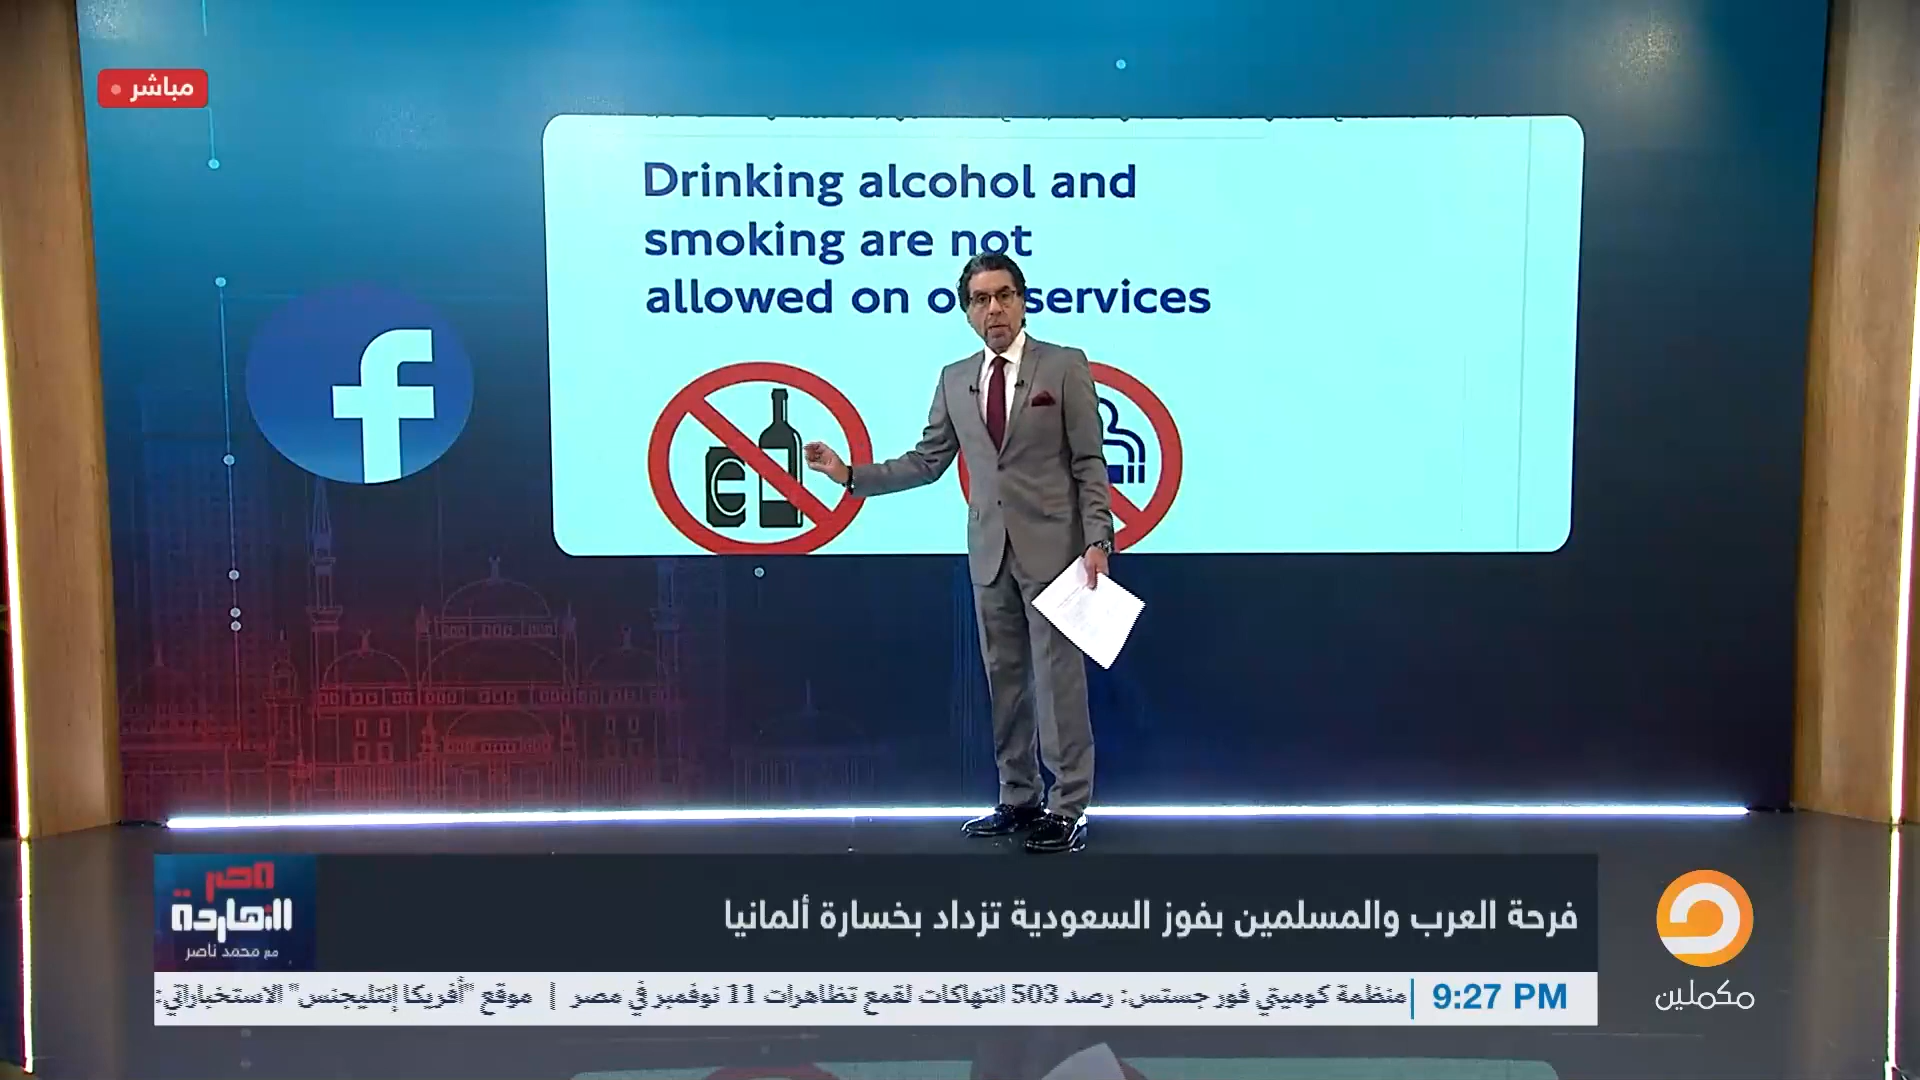 مباشر
Drinking alcohol and
smoking are not
allowed on services
f
فرحة العرب والمسلمين بفوز السعودية تزداد بخسارة ألمانيا
مصر
النهاردة
مع محمد ناصر
9:27 PM
منظمة كوميتي فور جستس: رصد 503 انتهاكات لقمع تظاهرات 11 نوفمبر في مصر | موقع "أفريكا إنتليجنس" الاستخباراتي:
مكملين